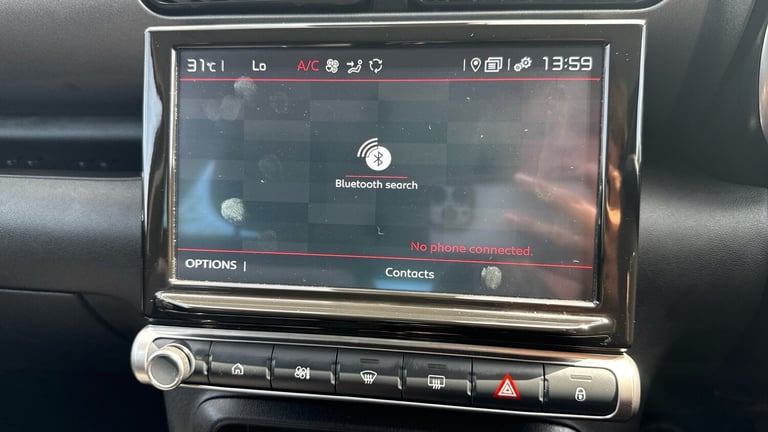 31°C Lo A/C 13:59
Bluetooth search
No phone connected.
OPTIONS
Contacts